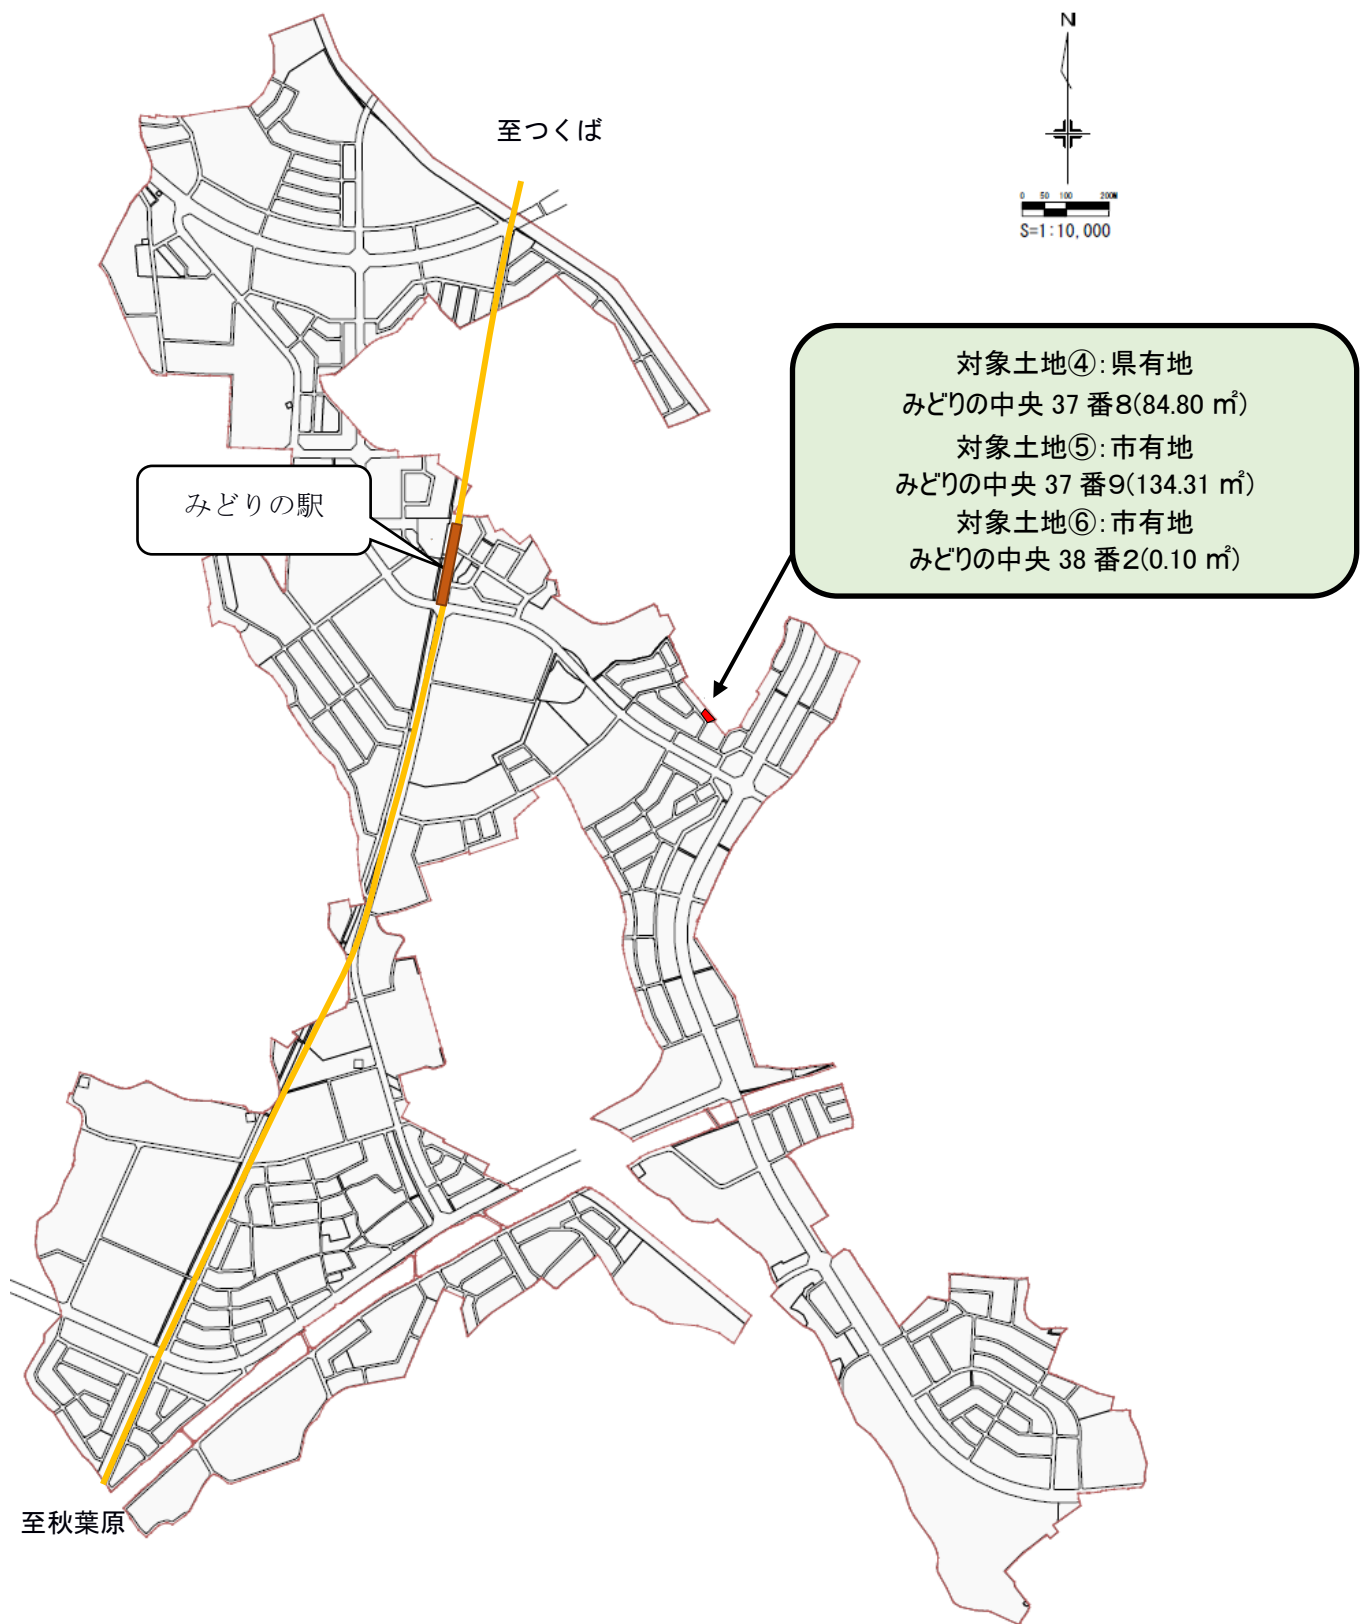 N
至つくば
0 50 100 200M
S=1:10,000
対象土地④:県有地
みどりの中央 37 番8(84.80 ㎡)
対象土地⑤:市有地
みどりの中央 37 番9(134.31 ㎡)
対象土地⑥:市有地
みどりの中央 38 番2(0.10 ㎡)
みどりの駅
至秋葉原